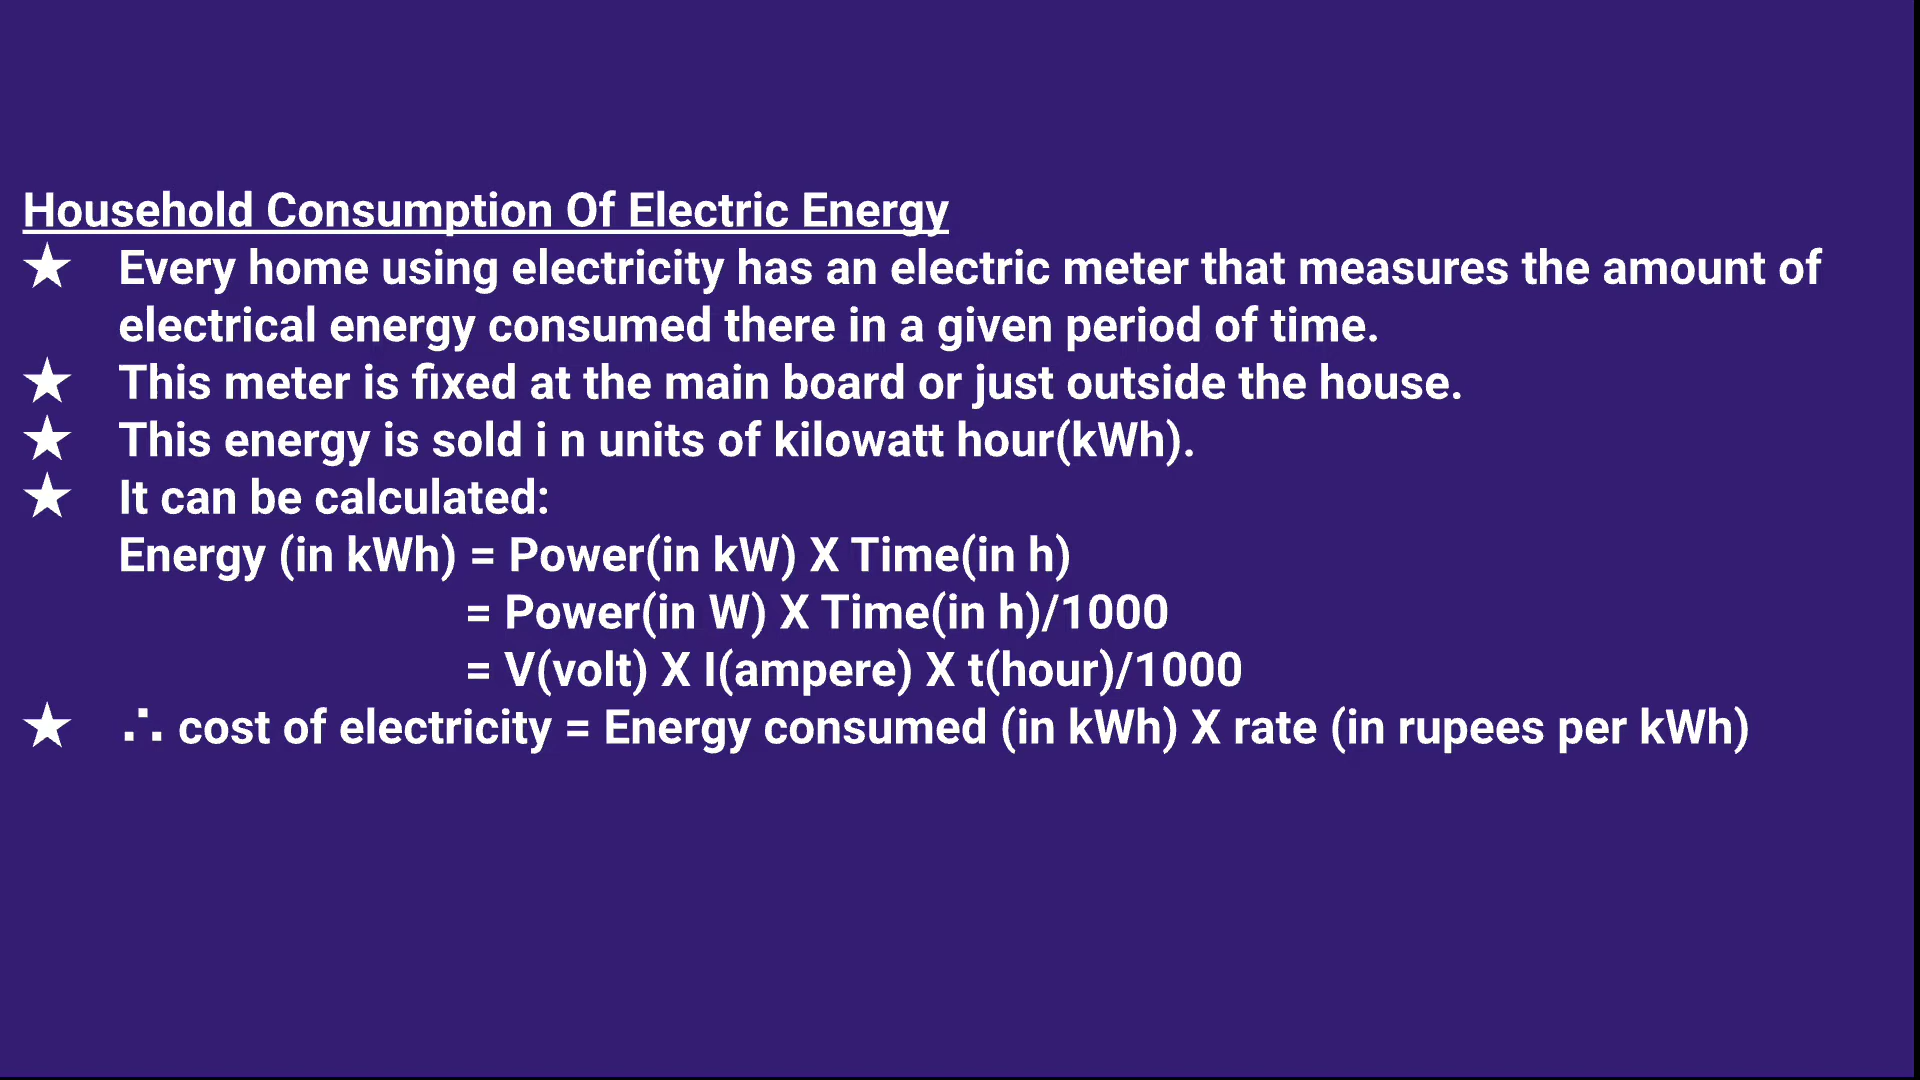 Household Consumption Of Electric Energy
★ Every home using electricity has an electric meter that measures the amount of
electrical energy consumed there in a given period of time.
★ This meter is fixed at the main board or just outside the house.
★ This energy is sold i n units of kilowatt hour(kWh).
★ It can be calculated:
Energy (in kWh) = Power(in kW) X Time(in h)
= Power(in W) X Time(in h)/1000
= V(volt) X I(ampere) X t(hour)/1000
★ ∴ cost of electricity = Energy consumed (in kWh) X rate (in rupees per kWh)